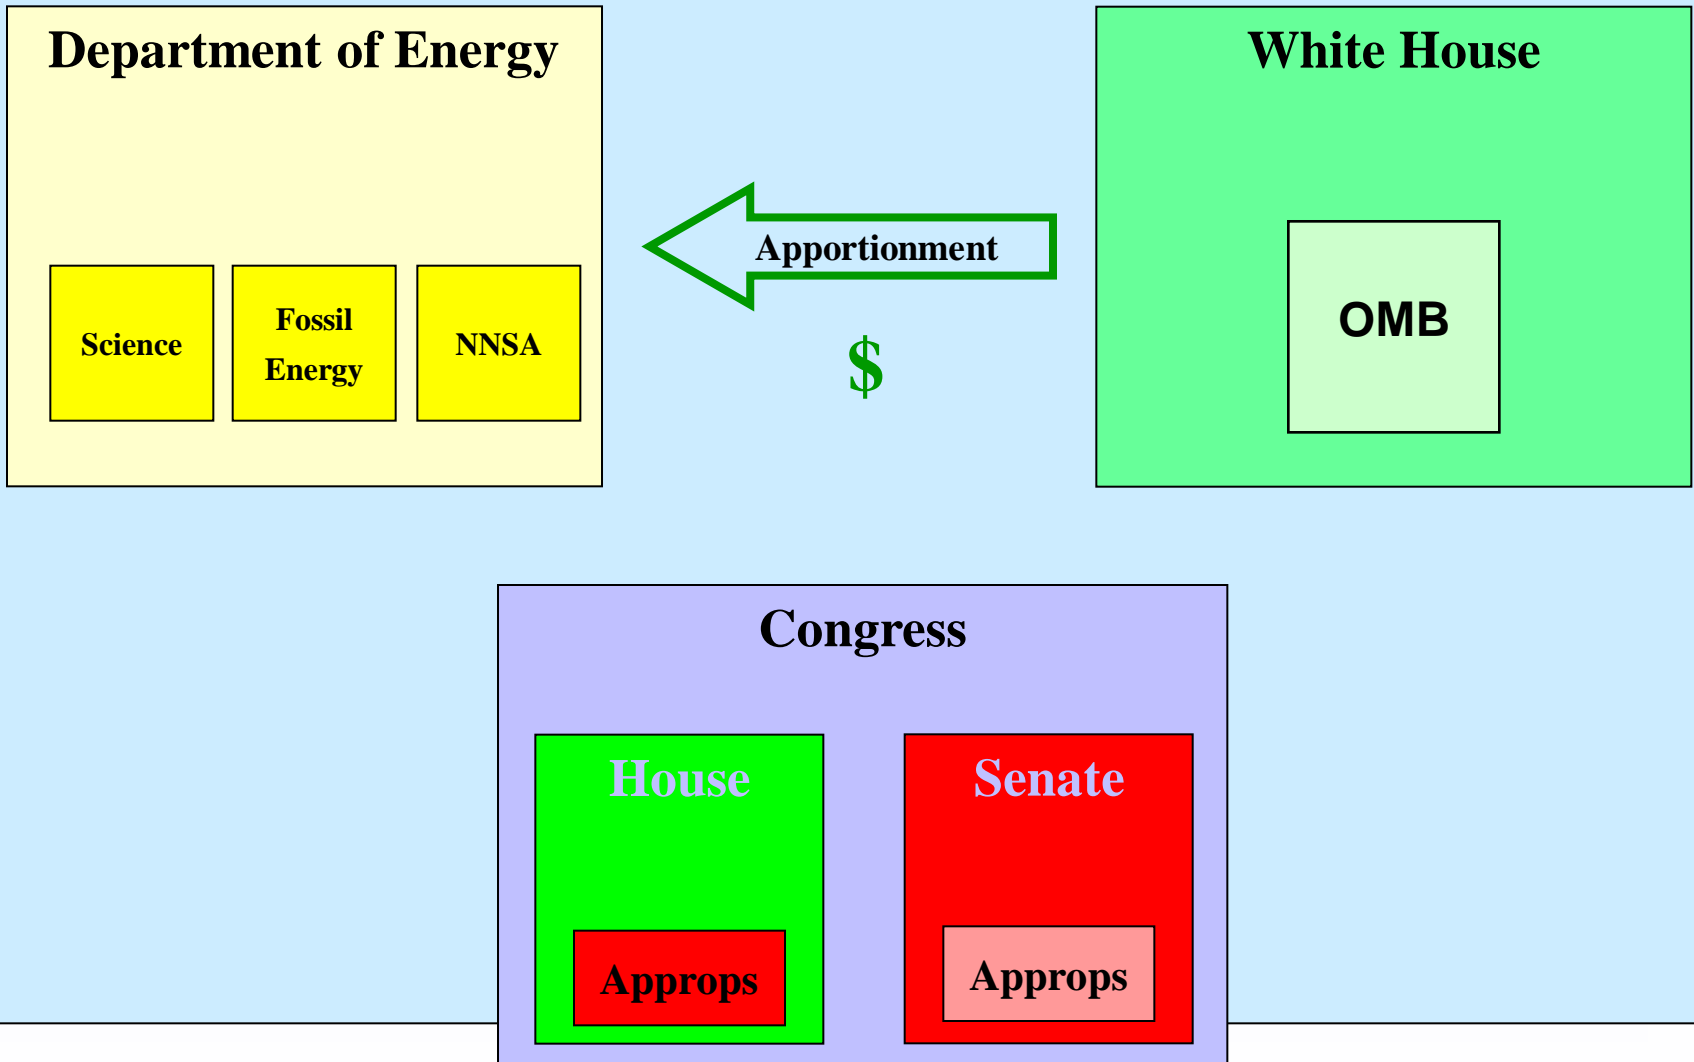 Department of Energy
White House
Apportionment
$
Science
Fossil
Energy
NNSA
OMB
Congress
House
Senate
Approps
Approps